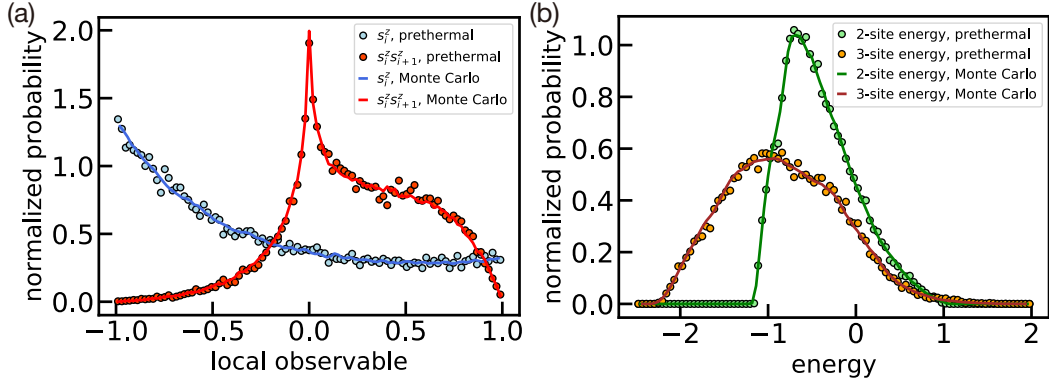 (a)
normalized probability
2.0
1.5
1.0
0.5
0.0
−1.0
−0.5
0.0
0.5
1.0
local observable
s_i^z, prethermal
s_i^z s_{i+1}^z, prethermal
s_i^z, Monte Carlo
s_i^z s_{i+1}^z, Monte Carlo
(b)
normalized probability
1.0
0.8
0.6
0.4
0.2
0.0
−2
−1
0
1
2
energy
2-site energy, prethermal
3-site energy, prethermal
2-site energy, Monte Carlo
3-site energy, Monte Carlo